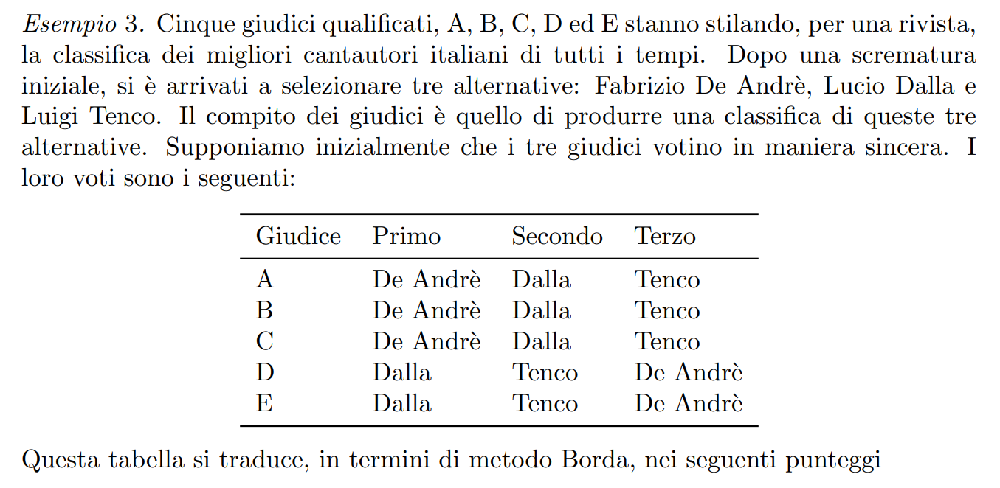 Esempio 3. Cinque giudici qualificati, A, B, C, D ed E stanno stilando, per una rivista,
la classifica dei migliori cantautori italiani di tutti i tempi. Dopo una scrematura
iniziale, si è arrivati a selezionare tre alternative: Fabrizio De Andrè, Lucio Dalla e
Luigi Tenco. Il compito dei giudici è quello di produrre una classifica di queste tre
alternative. Supponiamo inizialmente che i tre giudici votino in maniera sincera. I
loro voti sono i seguenti:
Giudice Primo Secondo Terzo
A De Andrè Dalla Tenco
B De Andrè Dalla Tenco
C De Andrè Dalla Tenco
D Dalla Tenco De Andrè
E Dalla Tenco De Andrè
Questa tabella si traduce, in termini di metodo Borda, nei seguenti punteggi